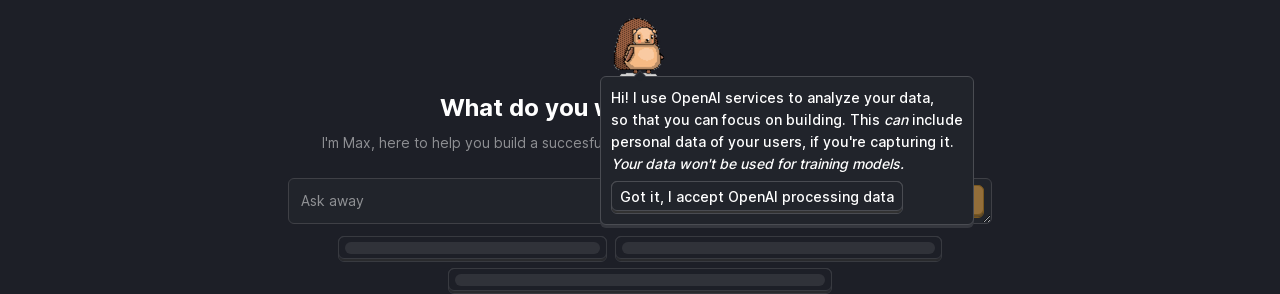 What do you
I'm Max, here to help you build a
Hi! I use OpenAI services to analyze your data,
so that you can focus on building. This can include
personal data of your users, if you're capturing it.
Your data won't be used for training models.
Got it, I accept OpenAI processing data
Ask away